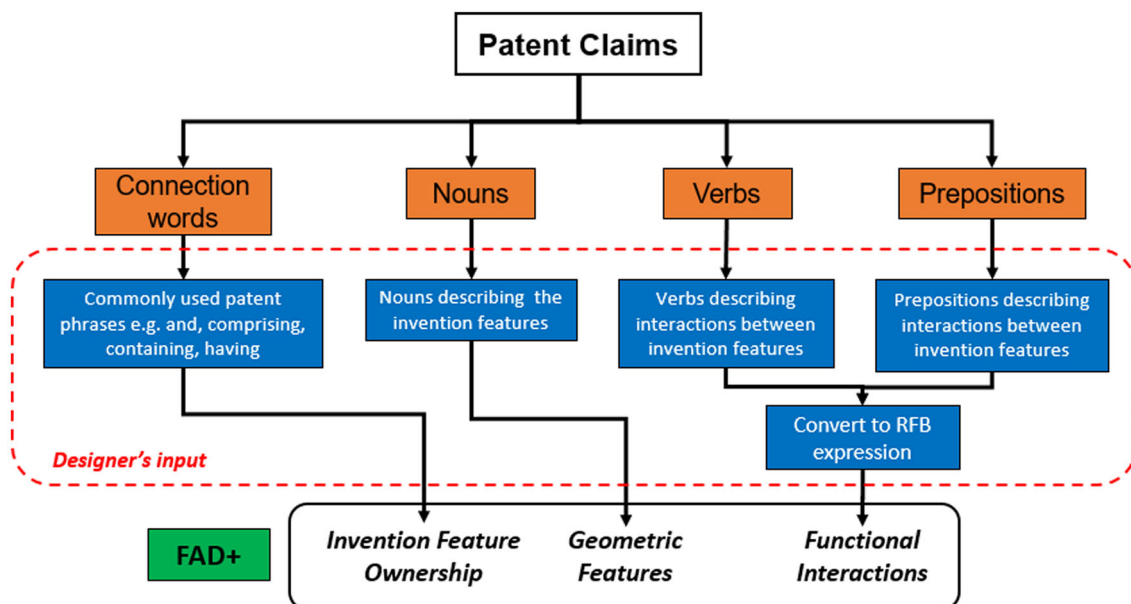 Patent Claims
Connection
words
Nouns
Verbs
Prepositions
Commonly used patent
phrases e.g. and, comprising,
containing, having
Nouns describing the
invention features
Verbs describing
interactions between
invention features
Prepositions describing
interactions between
invention features
Convert to RFB
expression
Designer's input
FAD+
Invention Feature
Ownership
Geometric
Features
Functional
Interactions